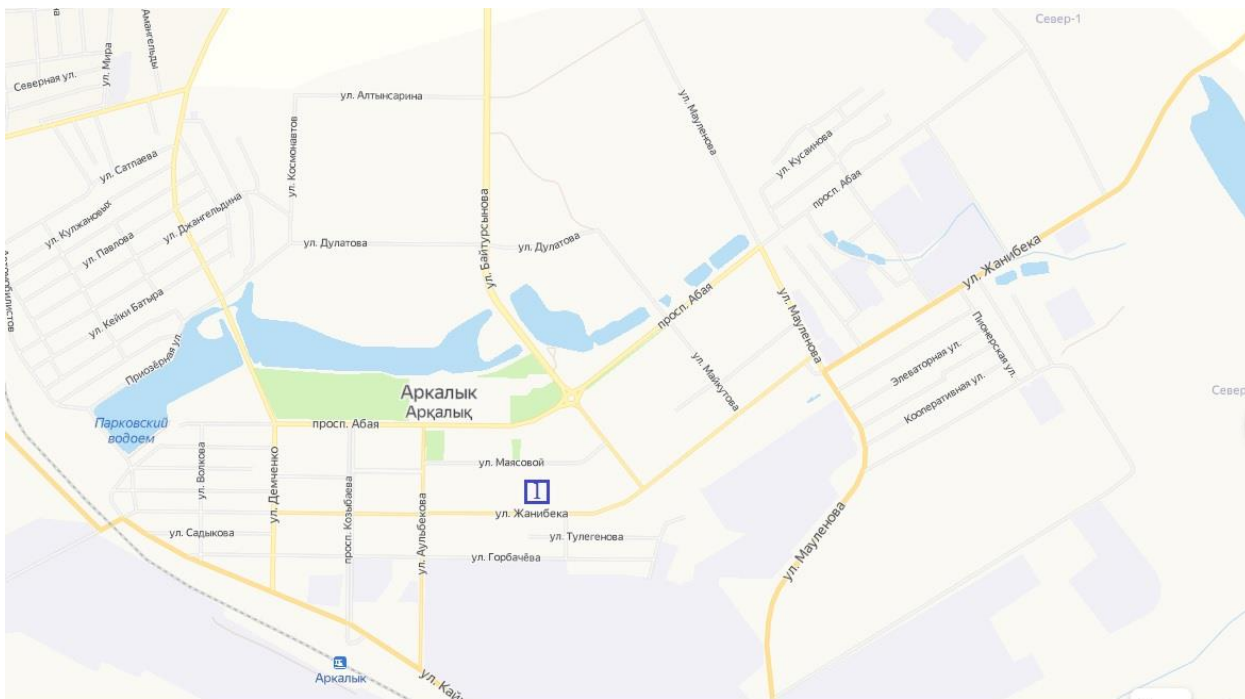 Север-1
Амангельды
ул. Мира
Северная ул.
ул. Алтынсарина
ул. Мауленова
ул. Сатпаева
ул. Космонавтов
ул. Кусаинова
просп. Абая
ул. Кулжановых
ул. Джангельдина
ул. Павлова
ул. Дулатова
ул. Дулатова
ул. Байтурсынова
ул. Жанибека
ул. Кейки Батыра
просп. Абая
ул. Мауленова
Приозёрная ул.
Пионерская ул.
Элеваторная ул.
ул. Майкутова
Аркалык
Арқалық
Кооперативная ул.
Север
Парковский
водоем
просп. Абая
ул. Волкова
ул. Демченко
просп. Козыбаева
ул. Аульбекова
ул. Маясовой
1
ул. Жанибека
ул. Садыкова
ул. Тулегенова
ул. Горбачёва
ул. Мауленова
Аркалык